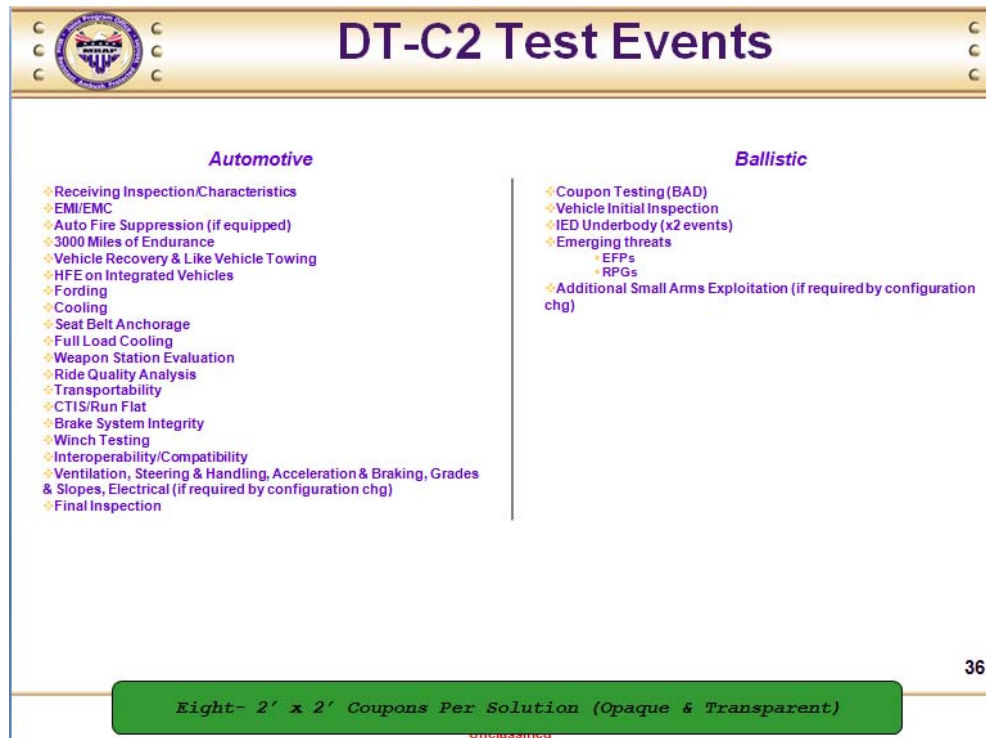 DT-C2 Test Events
MRAP
Automotive
Receiving Inspection/Characteristics
EMI/EMC
Auto Fire Suppression (if equipped)
3000 Miles of Endurance
Vehicle Recovery & Like Vehicle Towing
HFE on Integrated Vehicles
Fording
Cooling
Seat Belt Anchorage
Full Load Cooling
Weapon Station Evaluation
Ride Quality Analysis
Transportability
CTIS/Run Flat
Brake System Integrity
Winch Testing
Interoperability/Compatibility
Ventilation, Steering & Handling, Acceleration & Braking, Grades
& Slopes, Electrical (if required by configuration chg)
Final Inspection
Ballistic
Coupon Testing (BAD)
Vehicle Initial Inspection
IED Underbody (x2 events)
Emerging threats
EFPs
RPGs
Additional Small Arms Exploitation (if required by configuration
chg)
36
Eight- 2' x 2' Coupons Per Solution (Opaque & Transparent)
Unclassified